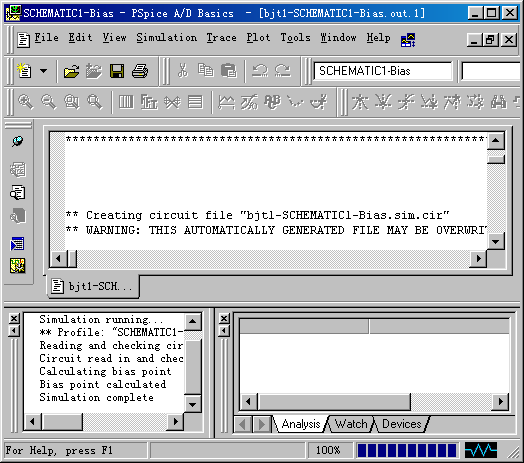 SCHEMATIC1-Bias - PSpice A/D Basics - [bjt1-SCHEMATIC1-Bias.out.1]
File Edit View Simulation Trace Plot Tools Window Help
SCHEMATIC1-Bias
*****************************************************************
** Creating circuit file "bjt1-SCHEMATIC1-Bias.sim.cir"
** WARNING: THIS AUTOMATICALLY GENERATED FILE MAY BE OVERWRI
bjt1-SCH...
Simulation running...
** Profile: "SCHEMATIC1-
Reading and checking cir
Circuit read in and chec
Calculating bias point
Bias point calculated
Simulation complete
Analysis Watch Devices
For Help, press F1
100%